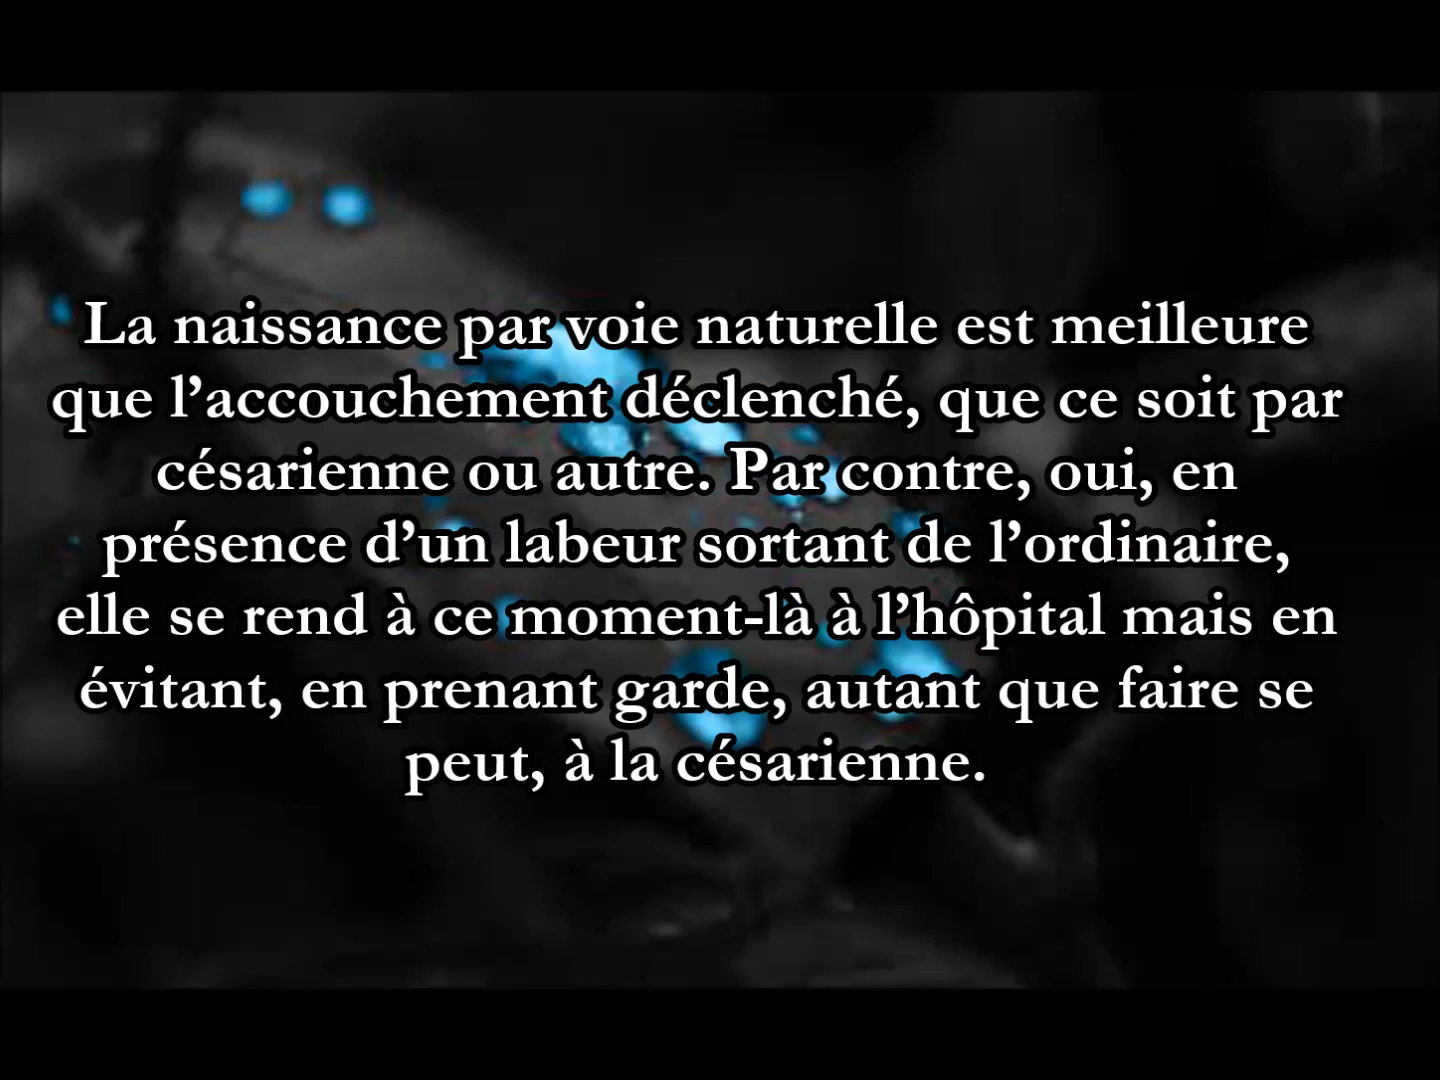 La naissance par voie naturelle est meilleure
que l’accouchement déclenché, que ce soit par
césarienne ou autre. Par contre, oui, en
présence d’un labeur sortant de l’ordinaire,
elle se rend à ce moment-là à l’hôpital mais en
évitant, en prenant garde, autant que faire se
peut, à la césarienne.